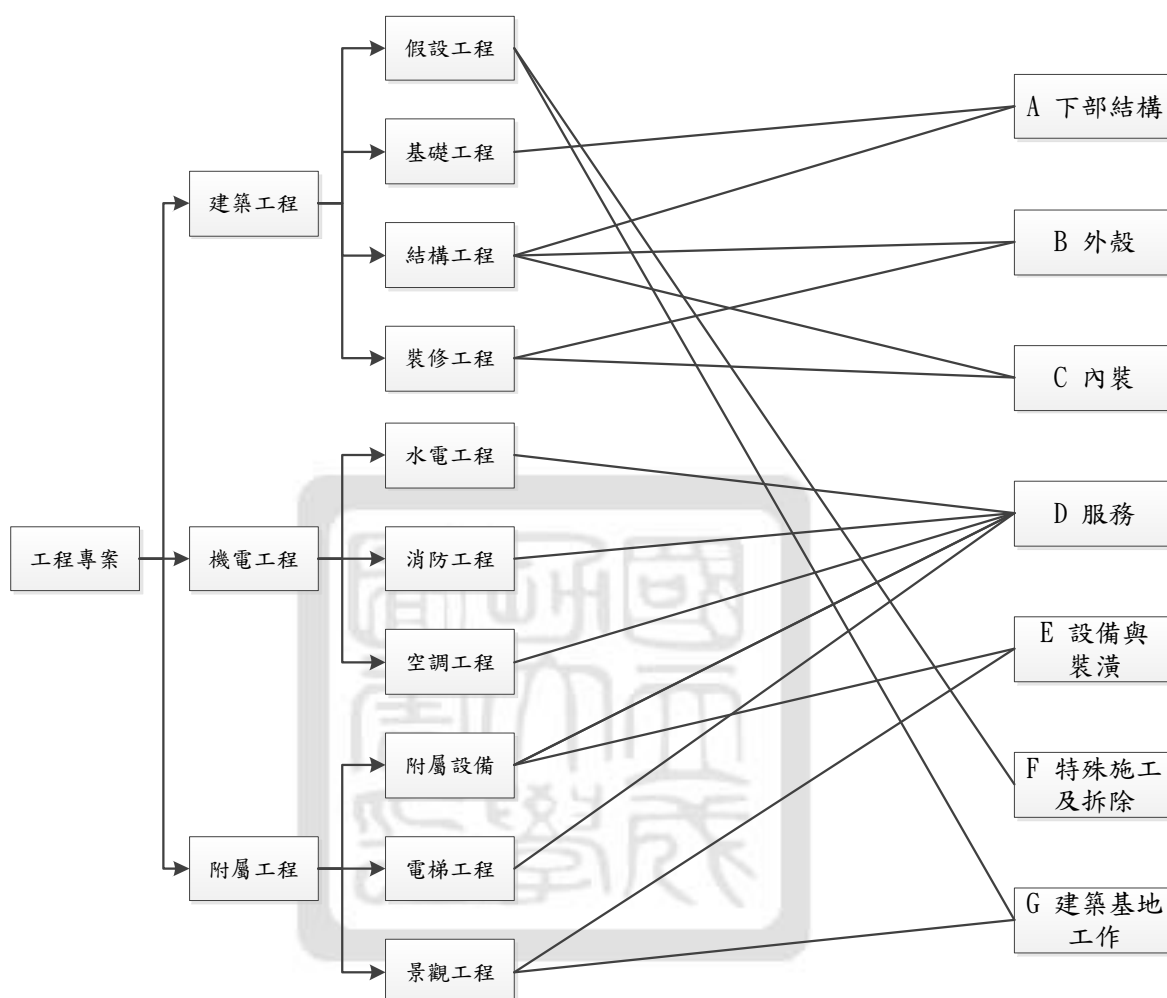 工程專案
建築工程
機電工程
附屬工程
假設工程
基礎工程
結構工程
裝修工程
水電工程
消防工程
空調工程
附屬設備
電梯工程
景觀工程
A 下部結構
B 外殼
C 內裝
D 服務
E 設備與
裝潢
F 特殊施工
及拆除
G 建築基地
工作